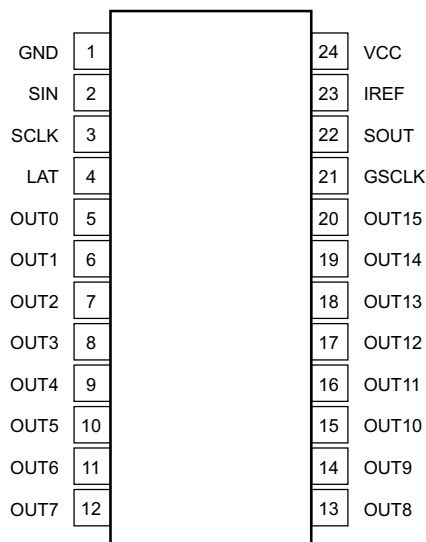 GND 1 24 VCC
SIN 2 23 IREF
SCLK 3 22 SOUT
LAT 4 21 GSCLK
OUT0 5 20 OUT15
OUT1 6 19 OUT14
OUT2 7 18 OUT13
OUT3 8 17 OUT12
OUT4 9 16 OUT11
OUT5 10 15 OUT10
OUT6 11 14 OUT9
OUT7 12 13 OUT8